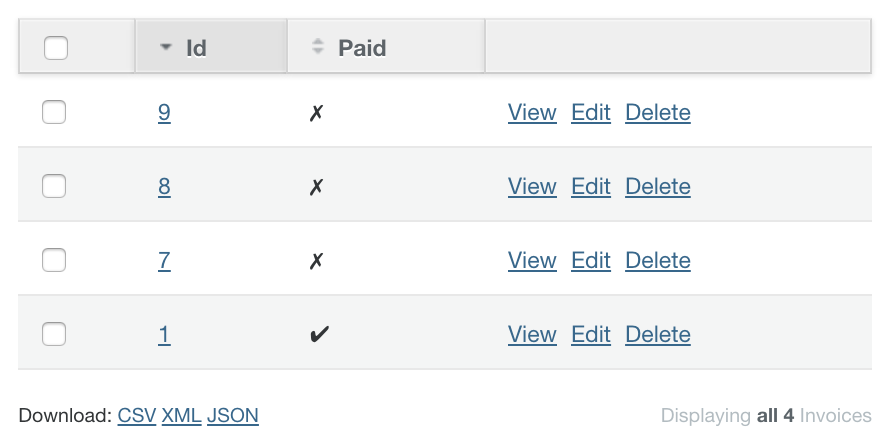 Id Paid
9 ✗ View Edit Delete
8 ✗ View Edit Delete
7 ✗ View Edit Delete
1 ✔ View Edit Delete
Download: CSV XML JSON Displaying all 4 Invoices